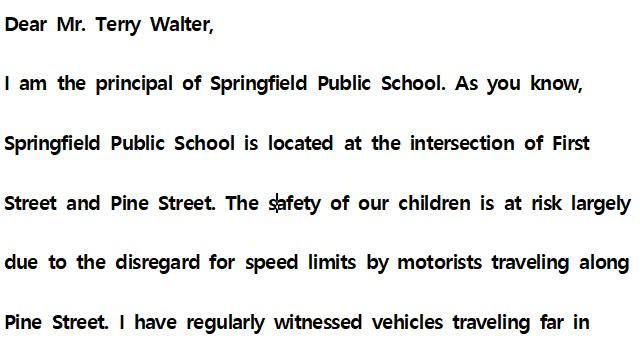 Dear Mr. Terry Walter,
I am the principal of Springfield Public School. As you know,
Springfield Public School is located at the intersection of First
Street and Pine Street. The safety of our children is at risk largely
due to the disregard for speed limits by motorists traveling along
Pine Street. I have regularly witnessed vehicles traveling far in